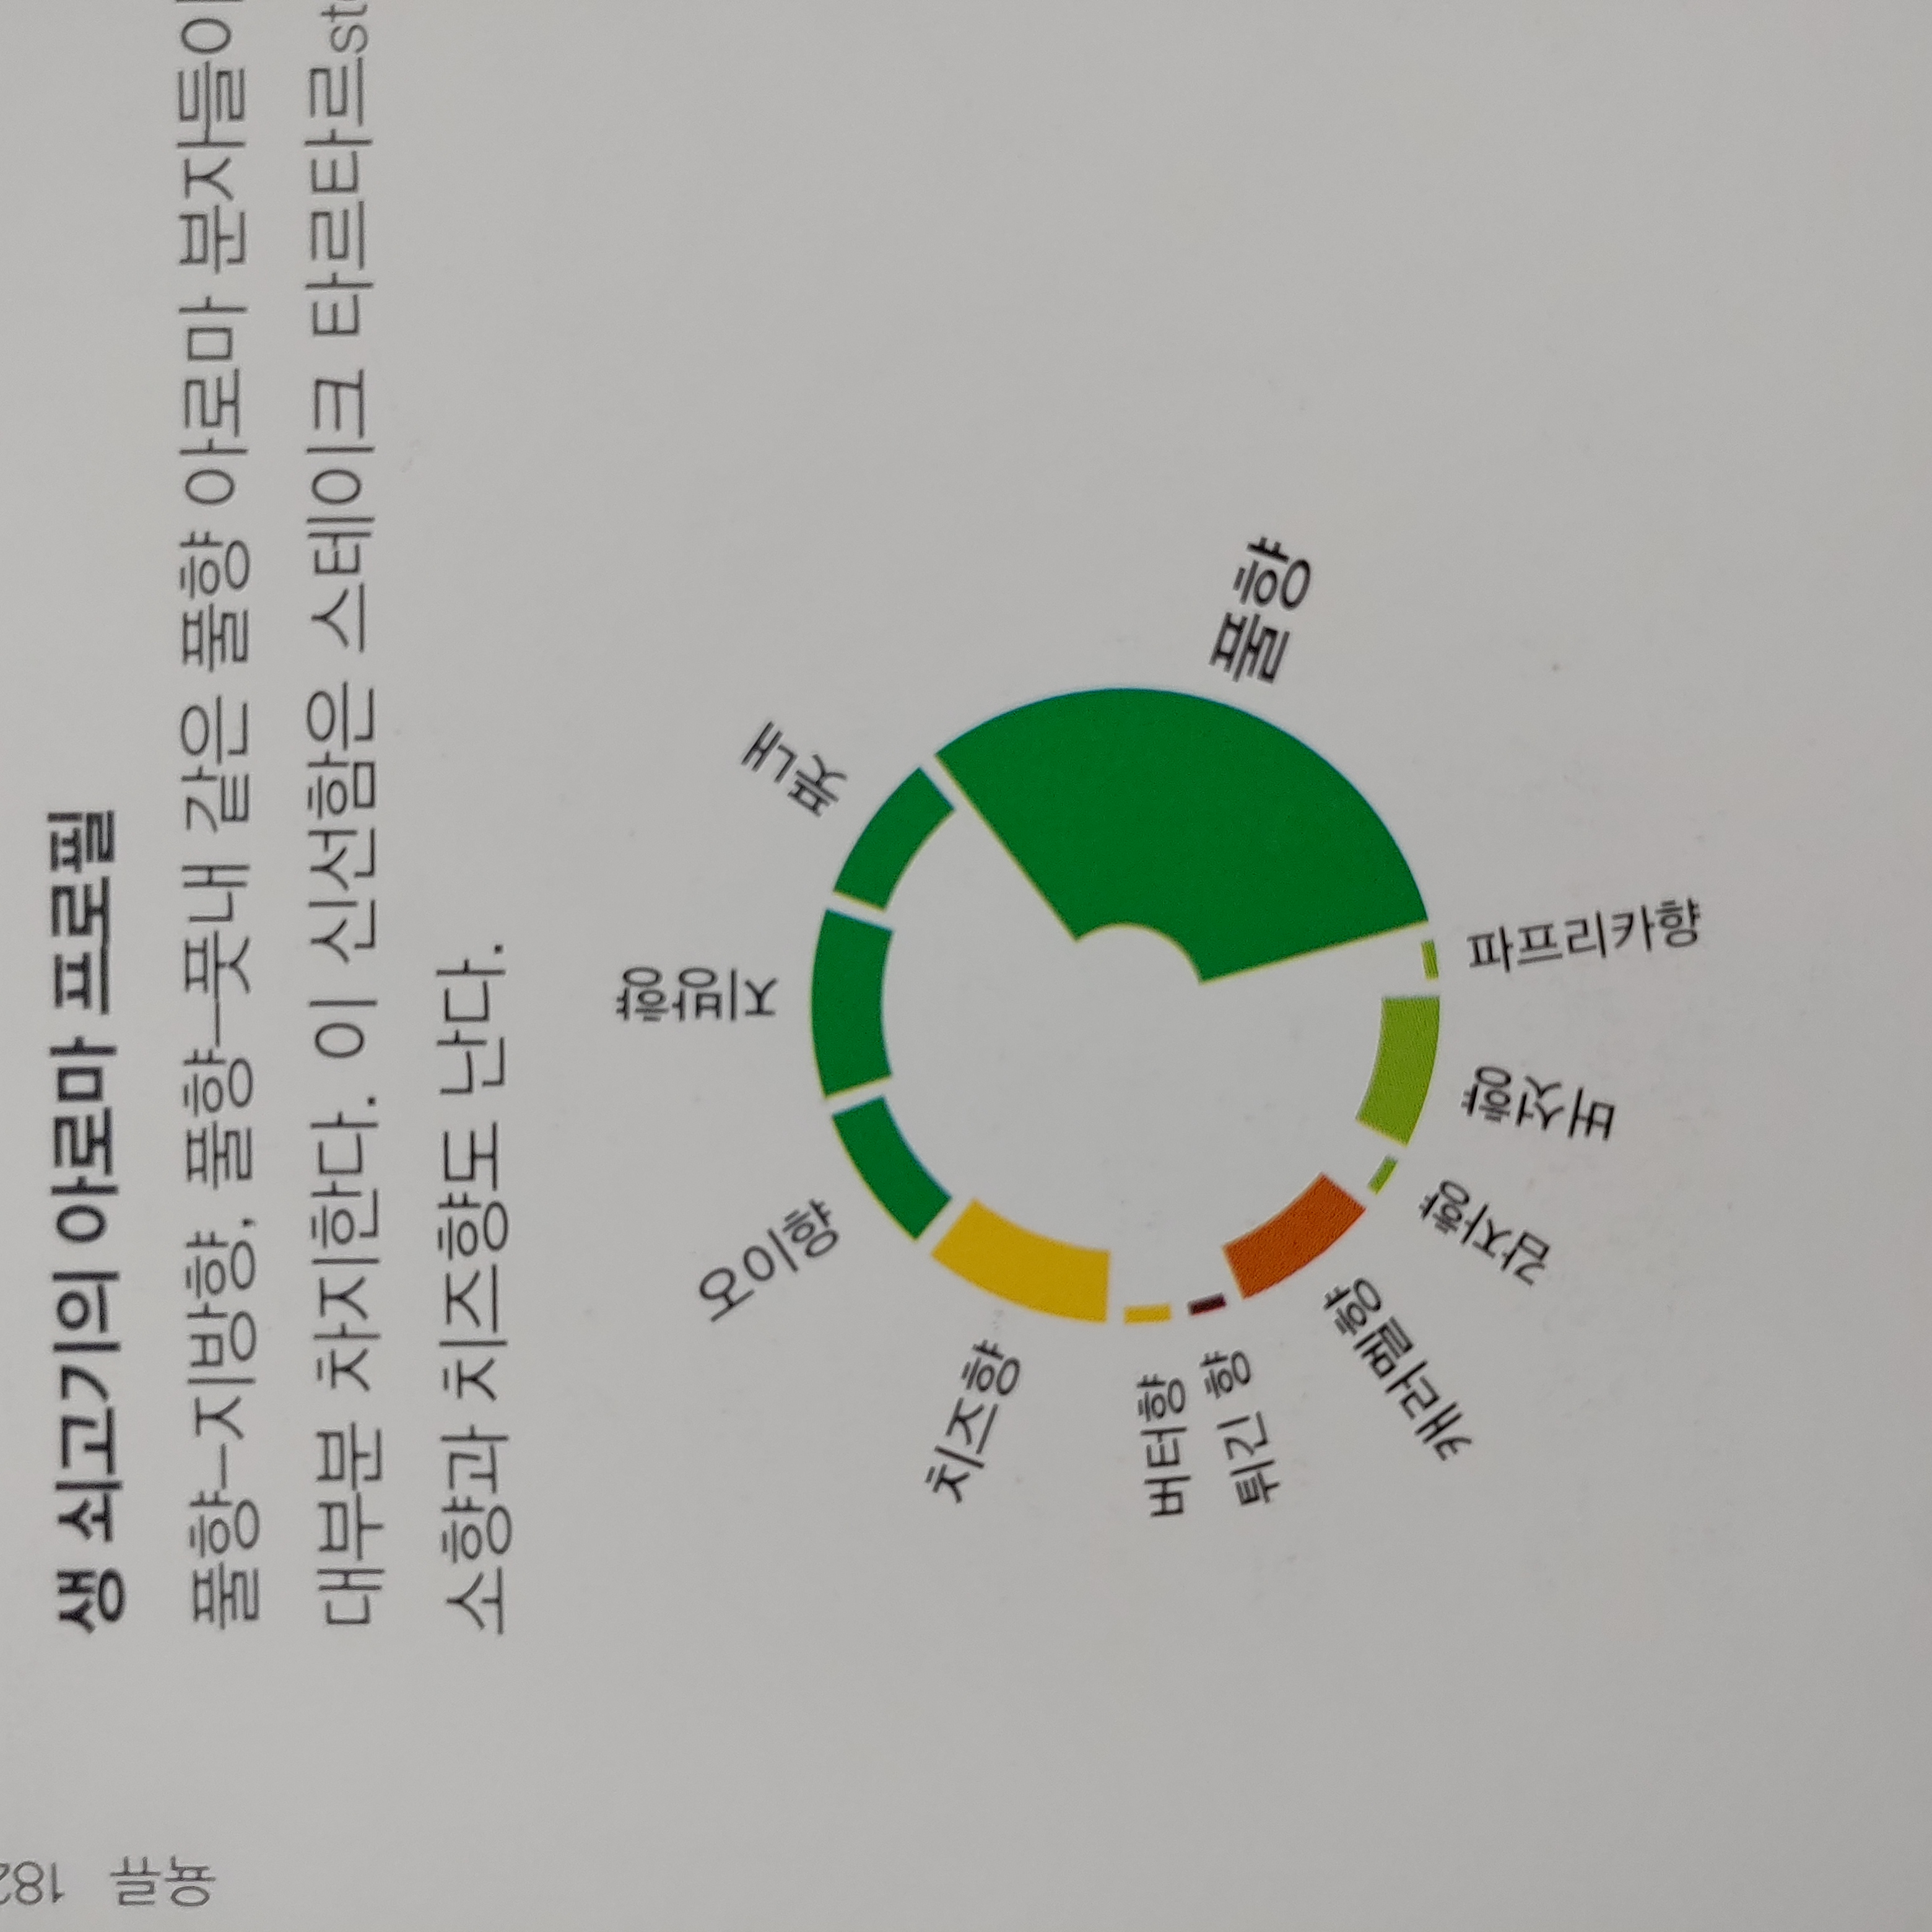 육류
생 쇠고기의 아로마 프로필
풀향–지방향, 풀향–풋내 같은 풀향 아로마 분자들이
대부분 차지한다. 이 신선함은 스테이크 타르타르
소향과 치즈향도 난다.
지방향
오이향
풋내
치즈향
버터향
튀긴 향
풀향
캐러멜향
감자향
버섯향
파프리카향